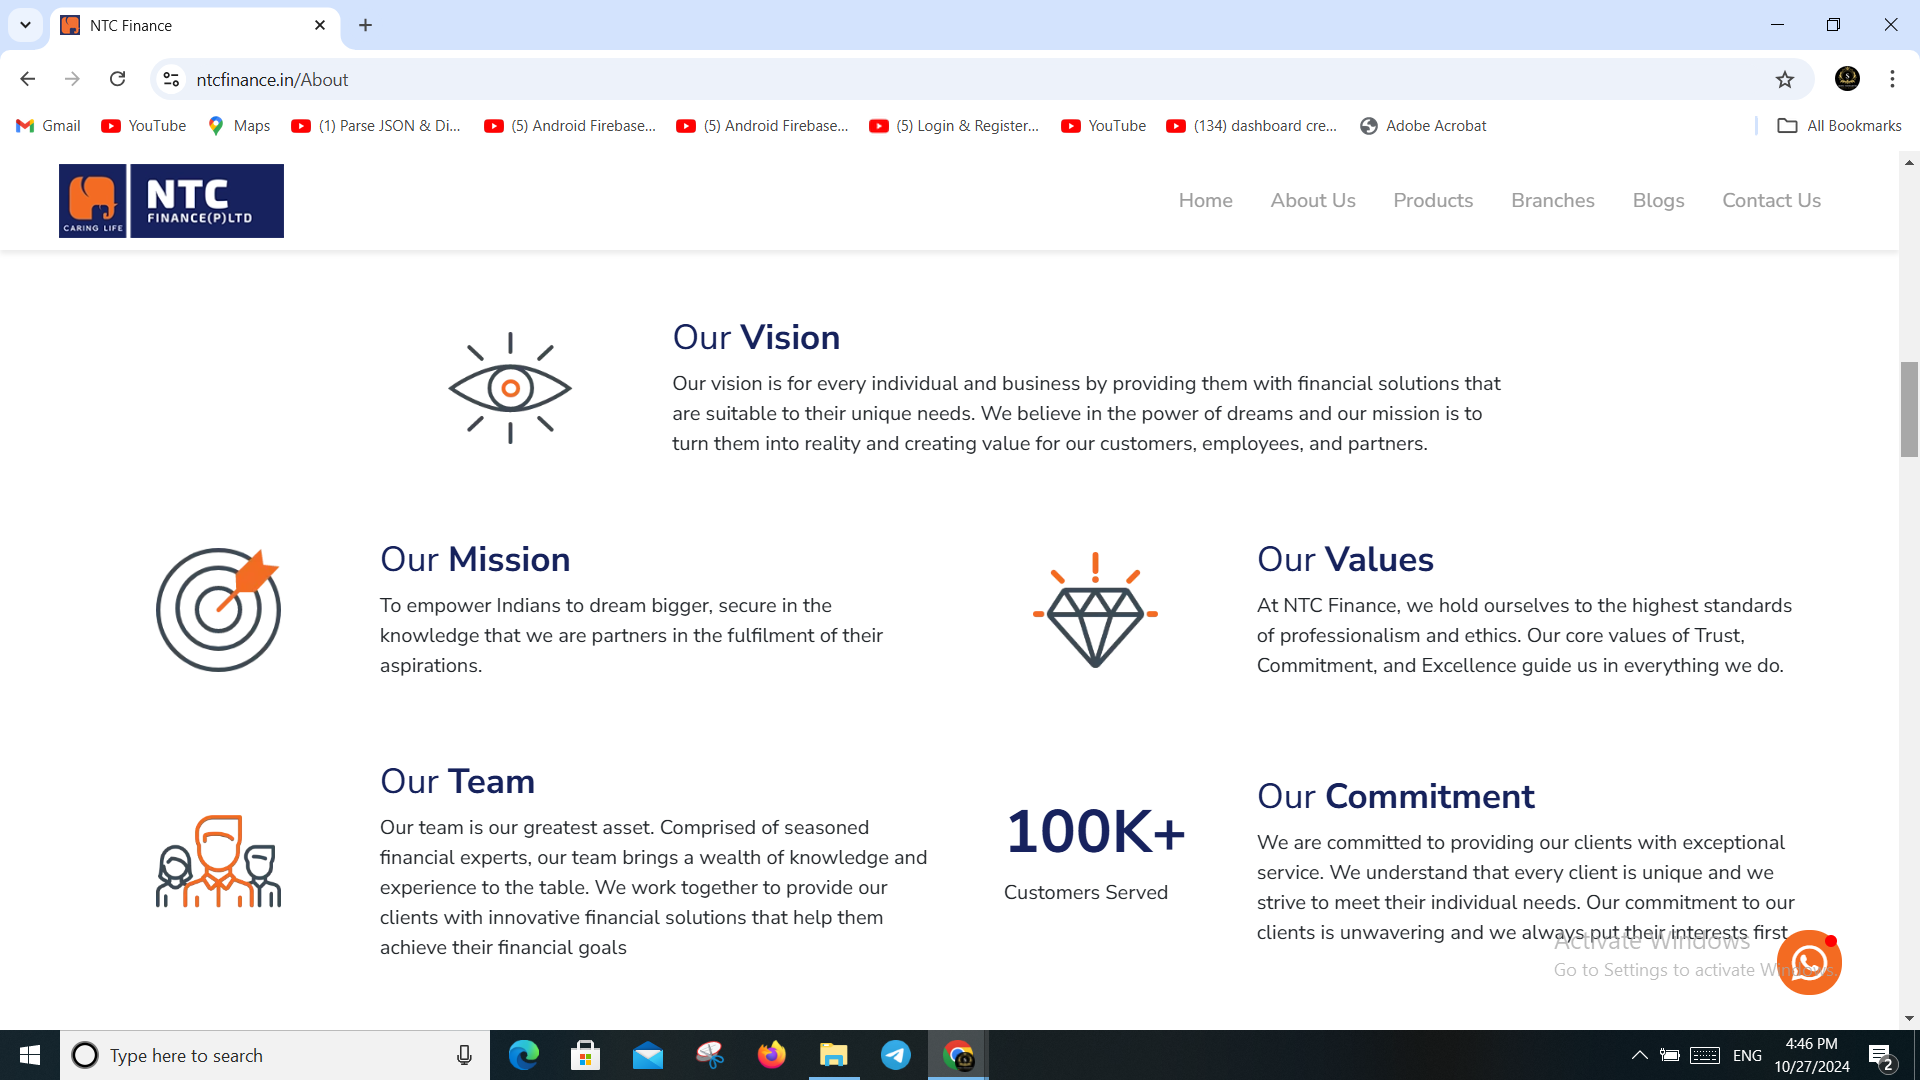 NTC Finance
ntcfinance.in/About
Gmail
YouTube
Maps
(1) Parse JSON & Di...
(5) Android Firebase...
(5) Android Firebase...
(5) Login & Register...
YouTube
(134) dashboard cre...
Adobe Acrobat
All Bookmarks
NTC
FINANCE(P)LTD
CARING LIFE
Home
About Us
Products
Branches
Blogs
Contact Us
Our Vision
Our vision is for every individual and business by providing them with financial solutions that
are suitable to their unique needs. We believe in the power of dreams and our mission is to
turn them into reality and creating value for our customers, employees, and partners.
Our Mission
To empower Indians to dream bigger, secure in the
knowledge that we are partners in the fulfilment of their
aspirations.
Our Values
At NTC Finance, we hold ourselves to the highest standards
of professionalism and ethics. Our core values of Trust,
Commitment, and Excellence guide us in everything we do.
Our Team
Our team is our greatest asset. Comprised of seasoned
financial experts, our team brings a wealth of knowledge and
experience to the table. We work together to provide our
clients with innovative financial solutions that help them
achieve their financial goals
100K+
Customers Served
Our Commitment
We are committed to providing our clients with exceptional
service. We understand that every client is unique and we
strive to meet their individual needs. Our commitment to our
clients is unwavering and we always put their interests first
Activate Windows
Go to Settings to activate Windows.
Type here to search
ENG
4:46 PM
10/27/2024
2